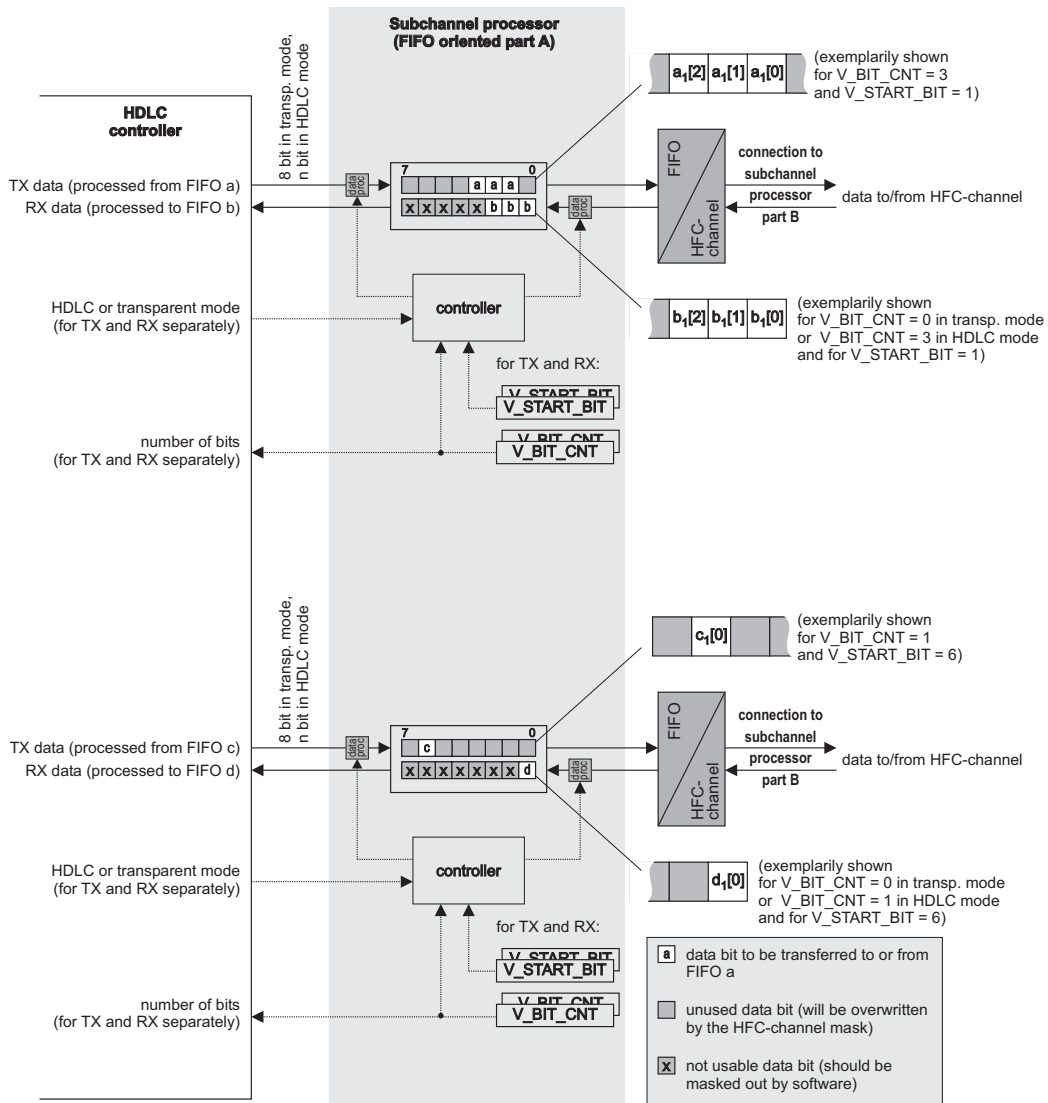 Subchannel processor
(FIFO oriented part A)
8 bit in transp. mode,
n bit in HDLC mode
a1[2] a1[1] a1[0]
(exemplarily shown
for V_BIT_CNT = 3
and V_START_BIT = 1)
HDLC
controller
TX data (processed from FIFO a)
RX data (processed to FIFO b)
data
proc
7 0
a a a
x x x x x b b b
data
proc
FIFO
HFC-
channel
connection to
subchannel
processor
part B
data to/from HFC-channel
controller
HDLC or transparent mode
(for TX and RX separately)
b1[2] b1[1] b1[0]
(exemplarily shown
for V_BIT_CNT = 0 in transp. mode
or V_BIT_CNT = 3 in HDLC mode
and for V_START_BIT = 1)
for TX and RX:
V_START_BIT
V_START_BIT
V_BIT_CNT
V_BIT_CNT
number of bits
(for TX and RX separately)
8 bit in transp. mode,
n bit in HDLC mode
c1[0]
(exemplarily shown
for V_BIT_CNT = 1
and V_START_BIT = 6)
TX data (processed from FIFO c)
RX data (processed to FIFO d)
data
proc
7 0
c
x x x x x x x d
data
proc
FIFO
HFC-
channel
connection to
subchannel
processor
part B
data to/from HFC-channel
controller
HDLC or transparent mode
(for TX and RX separately)
d1[0]
(exemplarily shown
for V_BIT_CNT = 0 in transp. mode
or V_BIT_CNT = 1 in HDLC mode
and for V_START_BIT = 6)
for TX and RX:
V_START_BIT
V_START_BIT
V_BIT_CNT
V_BIT_CNT
number of bits
(for TX and RX separately)
a data bit to be transferred to or from
FIFO a
unused data bit (will be overwritten
by the HFC-channel mask)
x not usable data bit (should be
masked out by software)